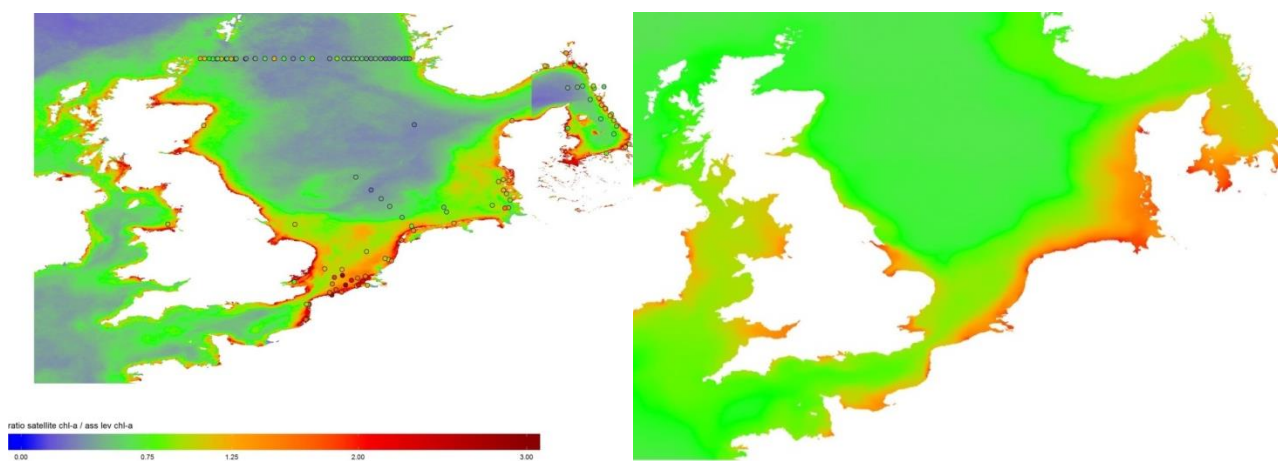 ratio satellite chl-a / ass lev chl-a
0.00 0.75 1.25 2.00 3.00